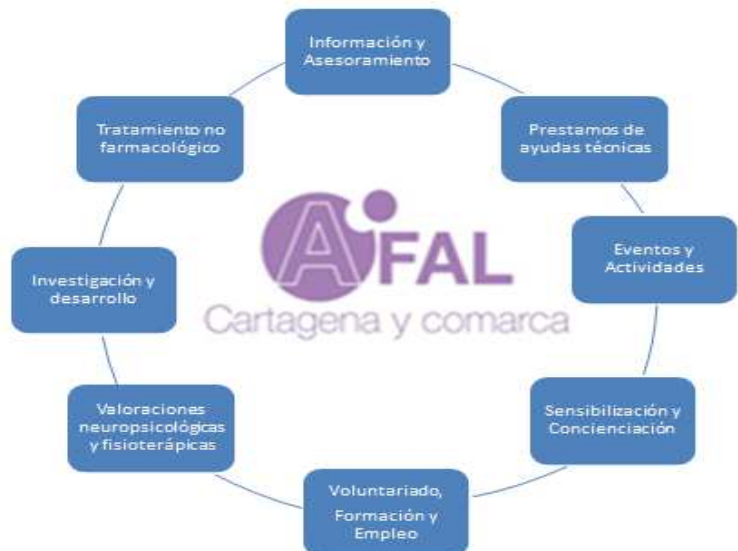 Información y
Asesoramiento
Prestamos de
ayudas técnicas
Eventos y
Actividades
Sensibilización y
Concienciación
Voluntariado,
Formación y
Empleo
Valoraciones
neuropsicológicas
y fisioterápicas
Investigación y
desarrollo
Tratamiento no
farmacológico
AFAL
Cartagena y comarca